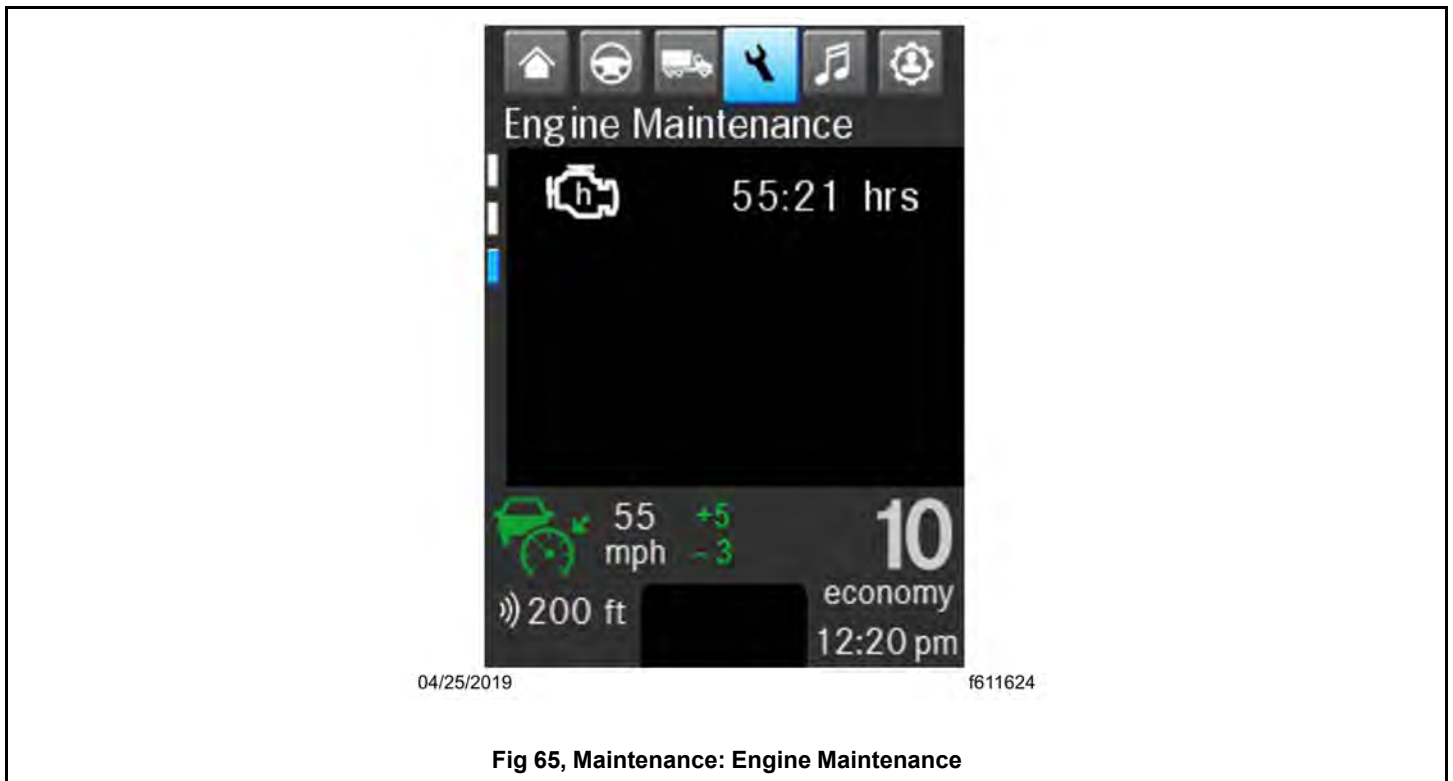 Engine Maintenance
h 55:21 hrs
55 +5
mph - 3
10
economy
200 ft
12:20 pm
04/25/2019 f611624
Fig 65, Maintenance: Engine Maintenance